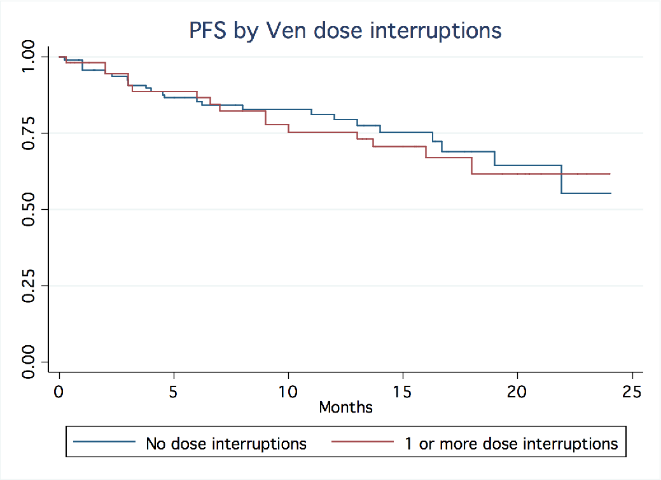 PFS by Ven dose interruptions
1.00
0.75
0.50
0.25
0.00
0 5 10 15 20 25
Months
No dose interruptions 1 or more dose interruptions